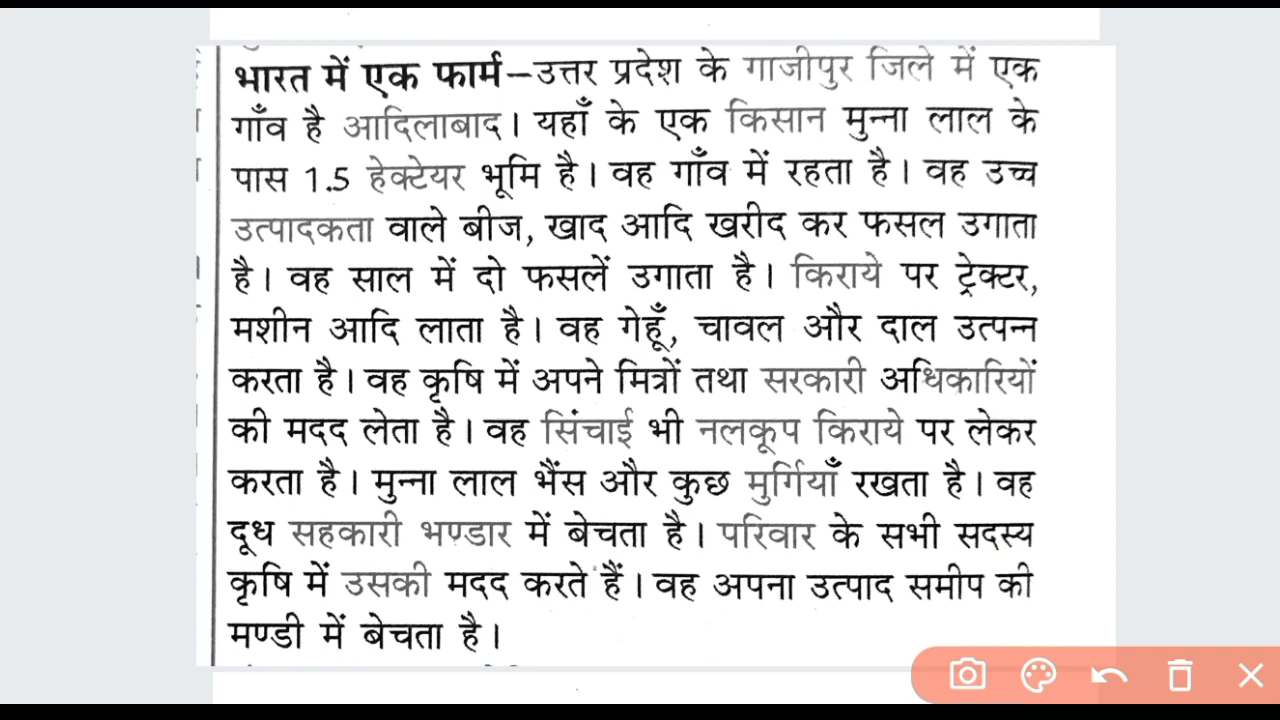 भारत में एक फार्म–उत्तर प्रदेश के गाजीपुर जिले में एक
गाँव है आदिलाबाद। यहाँ के एक किसान मुन्ना लाल के
पास 1.5 हेक्टेयर भूमि है। वह गाँव में रहता है। वह उच्च
उत्पादकता वाले बीज, खाद आदि खरीद कर फसल उगाता
है। वह साल में दो फसलें उगाता है। किराये पर ट्रेक्टर,
मशीन आदि लाता है। वह गेहूँ, चावल और दाल उत्पन्न
करता है। वह कृषि में अपने मित्रों तथा सरकारी अधिकारियों
की मदद लेता है। वह सिंचाई भी नलकूप किराये पर लेकर
करता है। मुन्ना लाल भैंस और कुछ मुर्गियाँ रखता है। वह
दूध सहकारी भण्डार में बेचता है। परिवार के सभी सदस्य
कृषि में उसकी मदद करते हैं। वह अपना उत्पाद समीप की
मण्डी में बेचता है।